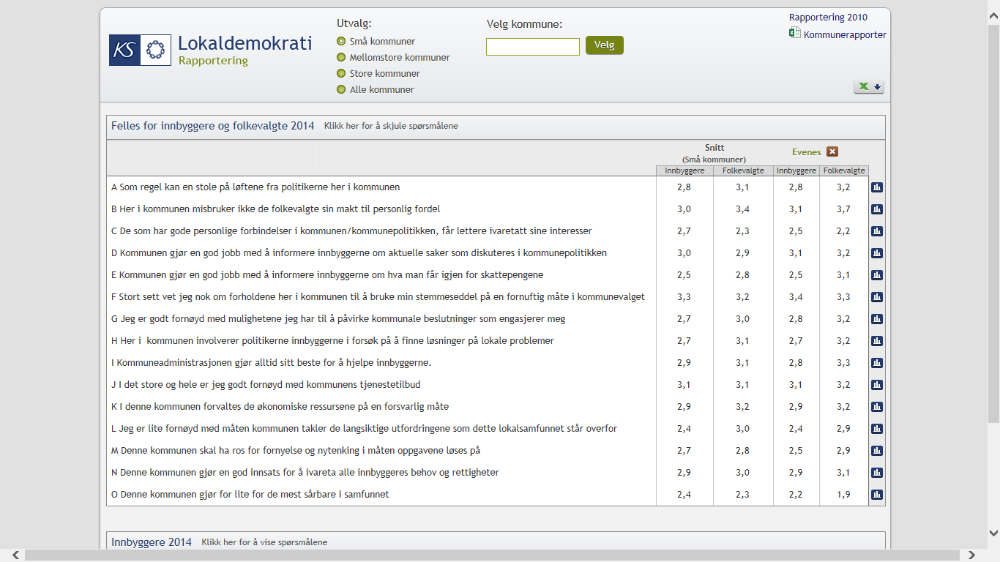 KS
Lokaldemokrati
Rapportering
Utvalg:
Små kommuner
Mellomstore kommuner
Store kommuner
Alle kommuner
Velg kommune:
Velg
Rapportering 2010
Kommunerapporter
Felles for innbyggere og folkevalgte 2014 Klikk her for å skjule spørsmålene
Snitt
(Små kommuner)
Evenes
Innbyggere Folkevalgte Innbyggere Folkevalgte
A Som regel kan en stole på løftene fra politikerne her i kommunen 2,8 3,1 2,8 3,2
B Her i kommunen misbruker ikke de folkevalgte sin makt til personlig fordel 3,0 3,4 3,1 3,7
C De som har gode personlige forbindelser i kommunen/kommunepolitikken, får lettere ivaretatt sine interesser 2,7 2,3 2,5 2,2
D Kommunen gjør en god jobb med å informere innbyggerne om aktuelle saker som diskuteres i kommunepolitikken 3,0 2,9 3,1 3,2
E Kommunen gjør en god jobb med å informere innbyggerne om hva man får igjen for skattepengene 2,5 2,8 2,5 3,1
F Stort sett vet jeg nok om forholdene her i kommunen til å bruke min stemmeseddel på en fornuftig måte i kommunevalget 3,3 3,2 3,4 3,3
G Jeg er godt fornøyd med mulighetene jeg har til å påvirke kommunale beslutninger som engasjerer meg 2,7 3,0 2,8 3,2
H Her i kommunen involverer politikerne innbyggerne i forsøk på å finne løsninger på lokale problemer 2,7 3,1 2,7 3,2
I Kommuneadministrasjonen gjør alltid sitt beste for å hjelpe innbyggerne. 2,9 3,1 2,8 3,3
J I det store og hele er jeg godt fornøyd med kommunens tjenestetilbud 3,1 3,1 3,1 3,2
K I denne kommunen forvaltes de økonomiske ressursene på en forsvarlig måte 2,9 3,2 2,9 3,2
L Jeg er lite fornøyd med måten kommunen takler de langsiktige utfordringene som dette lokalsamfunnet står overfor 2,4 3,0 2,4 2,9
M Denne kommunen skal ha ros for fornyelse og nytenking i måten oppgavene løses på 2,7 2,8 2,5 2,9
N Denne kommunen gjør en god innsats for å ivareta alle innbyggeres behov og rettigheter 2,9 3,0 2,9 3,1
O Denne kommunen gjør for lite for de mest sårbare i samfunnet 2,4 2,3 2,2 1,9
Innbyggere 2014 Klikk her for å vise spørsmålene